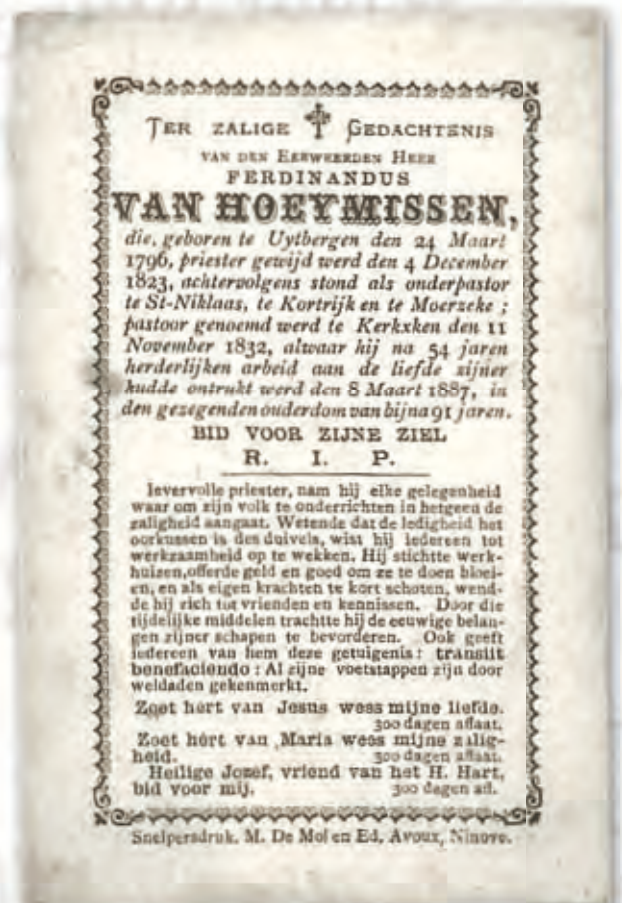 TER ZALIGE GEDACHTENIS
VAN DEN EERWEERDEN HEER
FERDINANDUS
VAN HOEYMISSEN,
die, geboren te Uytbergen den 24 Maart
1796, priester gewijd werd den 4 December
1823, achtervolgens stond als onderpastor
te St-Niklaas, te Kortrijk en te Moerzeke ;
pastoor genoemd werd te Kerkxken den 11
November 1832, alwaar hij na 54 jaren
herderlijken arbeid aan de liefde zijner
kudde ontrukt werd den 8 Maart 1887, in
den gezegenden ouderdom van bijna 91 jaren.
BID VOOR ZIJNE ZIEL
R. I. P.
Ievervolle priester, nam hij elke gelegenheid
waar om zijn volk te onderrichten in hetgeen de
zaligheid aangaat. Wetende dat de ledigheid het
oorkussen is des duivels, wist hij iedereen tot
werkzaamheid op te wekken. Hij stichtte werk-
huizen, offerde geld en goed om ze te doen bloei-
en, en als eigen krachten te kort schoten, wend-
de hij zich tot vrienden en kennissen. Door die
tijdelijke middelen trachtte hij de eeuwige belan-
gen zijner schapen te bevorderen. Ook geeft
iedereen van hem deze getuigenis : transiit
benefaciendo : Al zijne voetstappen zijn door
weldaden gekenmerkt.
Zoet hert van Jesus wess mijne liefde.
300 dagen aflaat.
Zoet hert van Maria wees mijne zalig-
heid. 300 dagen aflaat.
Heilige Jozef, vriend van het H. Hart,
bid voor mij. 300 dagen afl.
Snelpersdruk. M. De Mol en Ed. Avoux, Ninove.